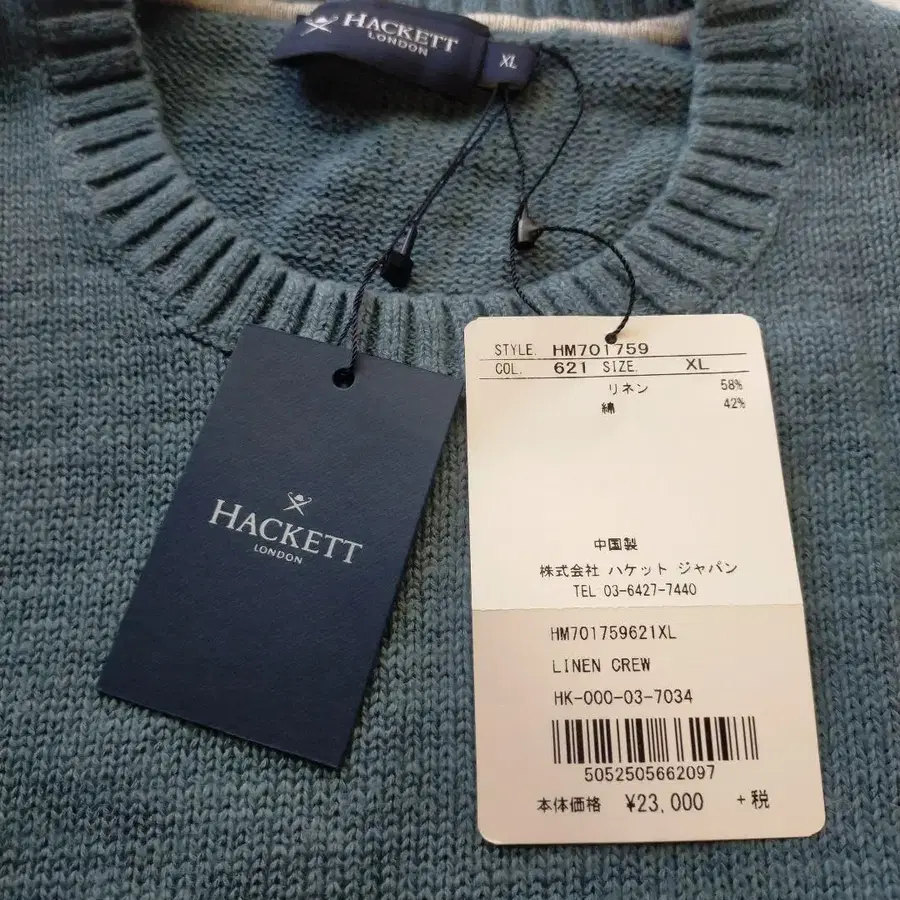 HACKETT
LONDON
XL
HACKETT
LONDON
STYLE. HM701759
COL. 621 SIZE. XL
リネン 58%
綿 42%
中国製
株式会社 ハケット ジャパン
TEL 03-6427-7440
HM701759621XL
LINEN CREW
HK-000-03-7034
5052505662097
本体価格 ¥23,000 +税